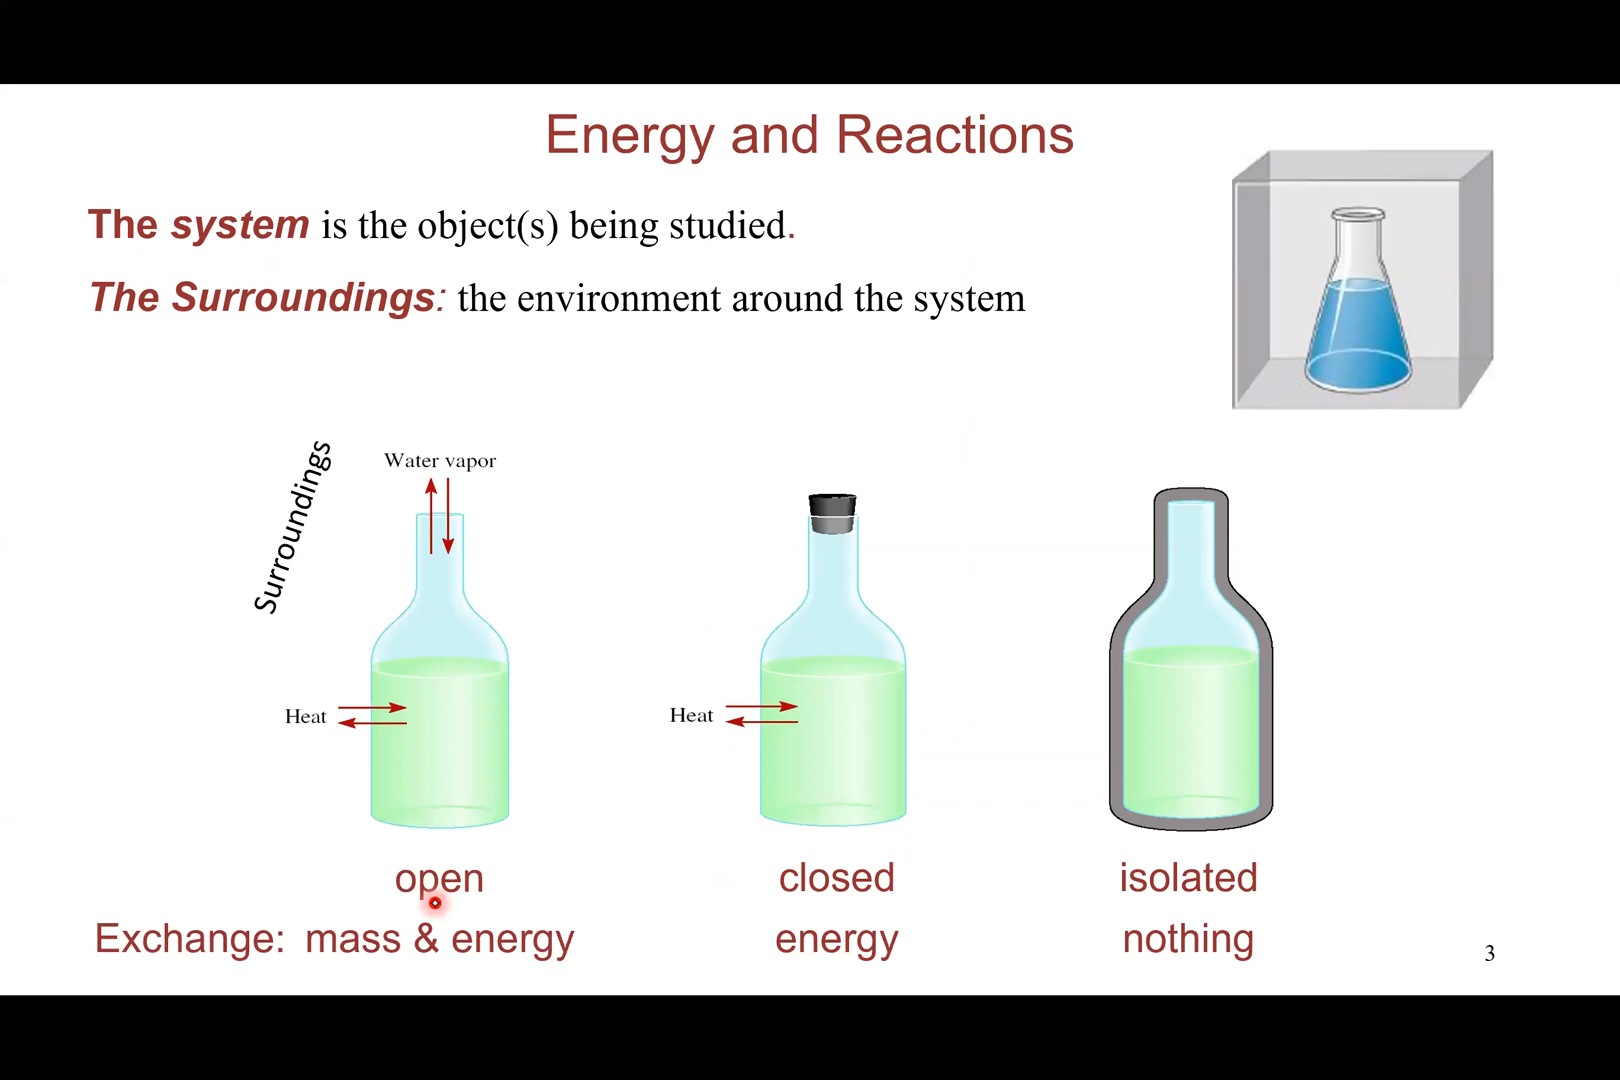 Energy and Reactions
The system is the object(s) being studied.
The Surroundings: the environment around the system
Surroundings
Water vapor
Heat
Heat
open
closed
isolated
Exchange: mass & energy
energy
nothing
3